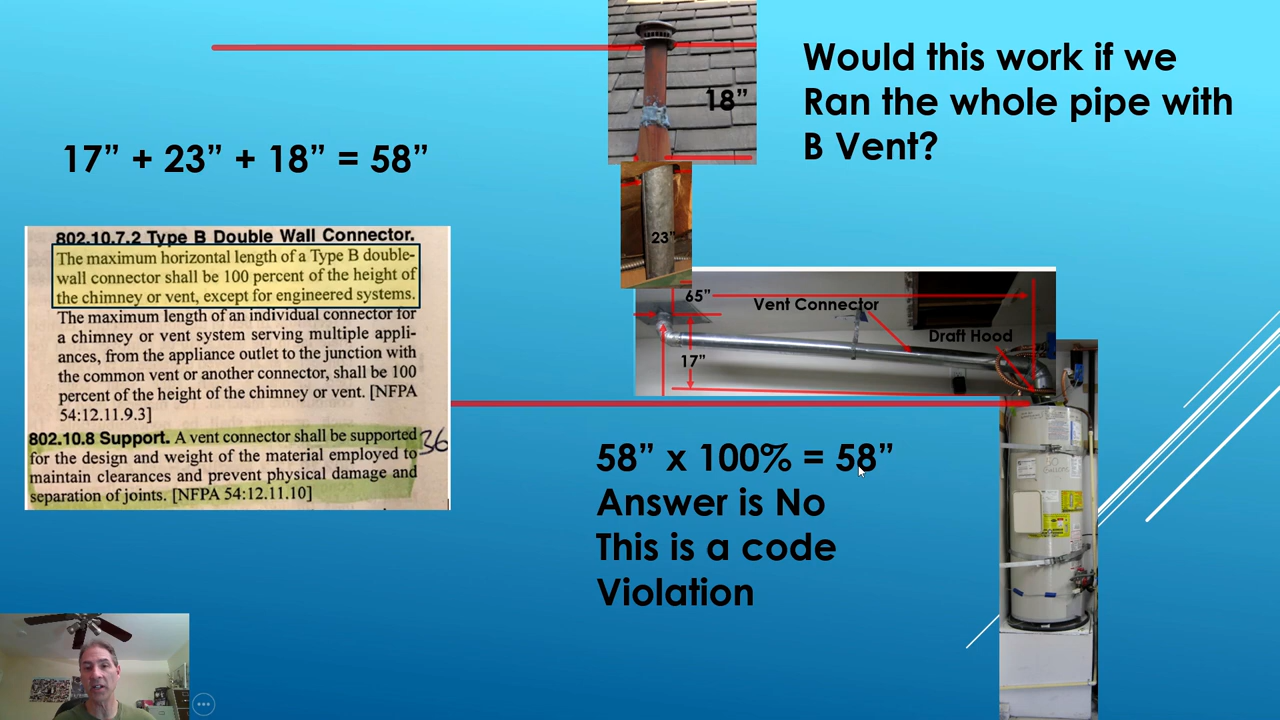 Would this work if we
Ran the whole pipe with
B Vent?
18”
17” + 23” + 18” = 58”
802.10.7.2 Type B Double Wall Connector.
The maximum horizontal length of a Type B double-
wall connector shall be 100 percent of the height of
the chimney or vent, except for engineered systems.
The maximum length of an individual connector for
a chimney or vent system serving multiple appli-
ances, from the appliance outlet to the junction with
the common vent or another connector, shall be 100
percent of the height of the chimney or vent. [NFPA
54:12.11.9.3]
802.10.8 Support. A vent connector shall be supported
for the design and weight of the material employed to
maintain clearances and prevent physical damage and
separation of joints. [NFPA 54:12.11.10]
36
23”
65”
Vent Connector
Draft Hood
17”
58” x 100% = 58”
Answer is No
This is a code
Violation